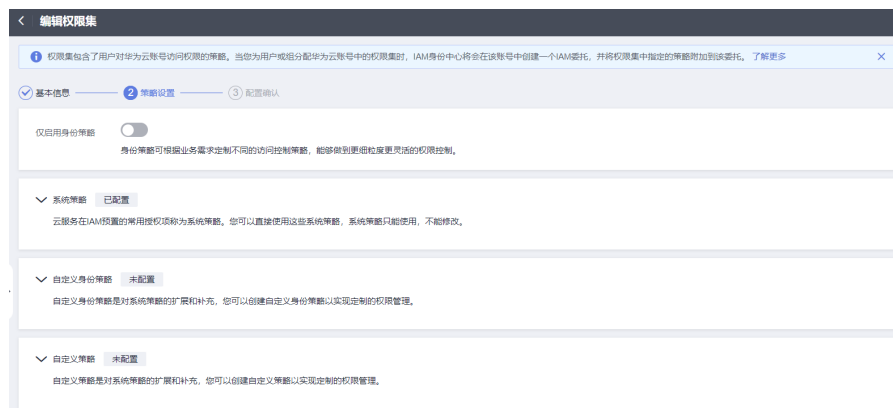 编辑权限集
权限集包含了用户对华为云账号访问权限的策略。当您为用户或组分配华为云账号中的权限集时，IAM身份中心将会在该账号中创建一个IAM委托，并将权限集中指定的策略附加到该委托。 了解更多
基本信息 2 策略设置 3 配置确认
仅启用身份策略
身份策略可根据业务需求定制不同的访问控制策略，能够做到更细粒度更灵活的权限控制。
系统策略 已配置
云服务在IAM预置的常用授权项称为系统策略。您可以直接使用这些系统策略，系统策略只能使用，不能修改。
自定义身份策略 未配置
自定义身份策略是对系统策略的扩展和补充，您可以创建自定义身份策略以实现定制的权限管理。
自定义策略 未配置
自定义策略是对系统策略的扩展和补充，您可以创建自定义策略以实现定制的权限管理。